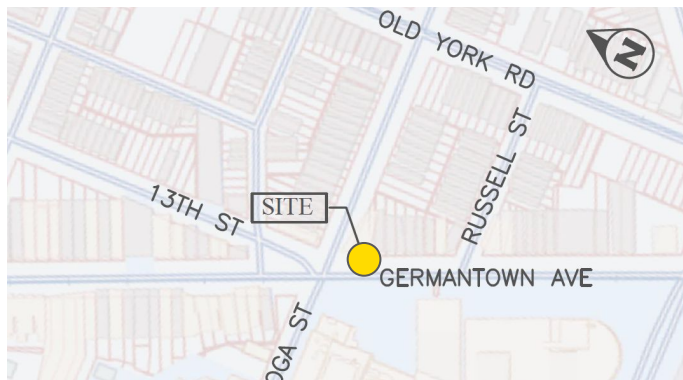 OLD YORK RD
N
RUSSELL ST
13TH ST
SITE
GERMANTOWN AVE
OGA ST